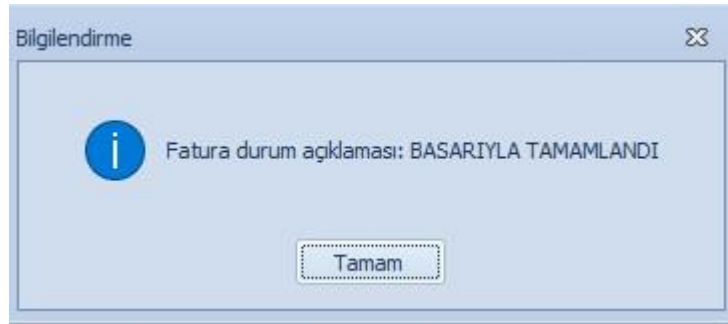 Bilgilendirme
Fatura durum açıklaması: BASARIYLA TAMAMLANDI
Tamam